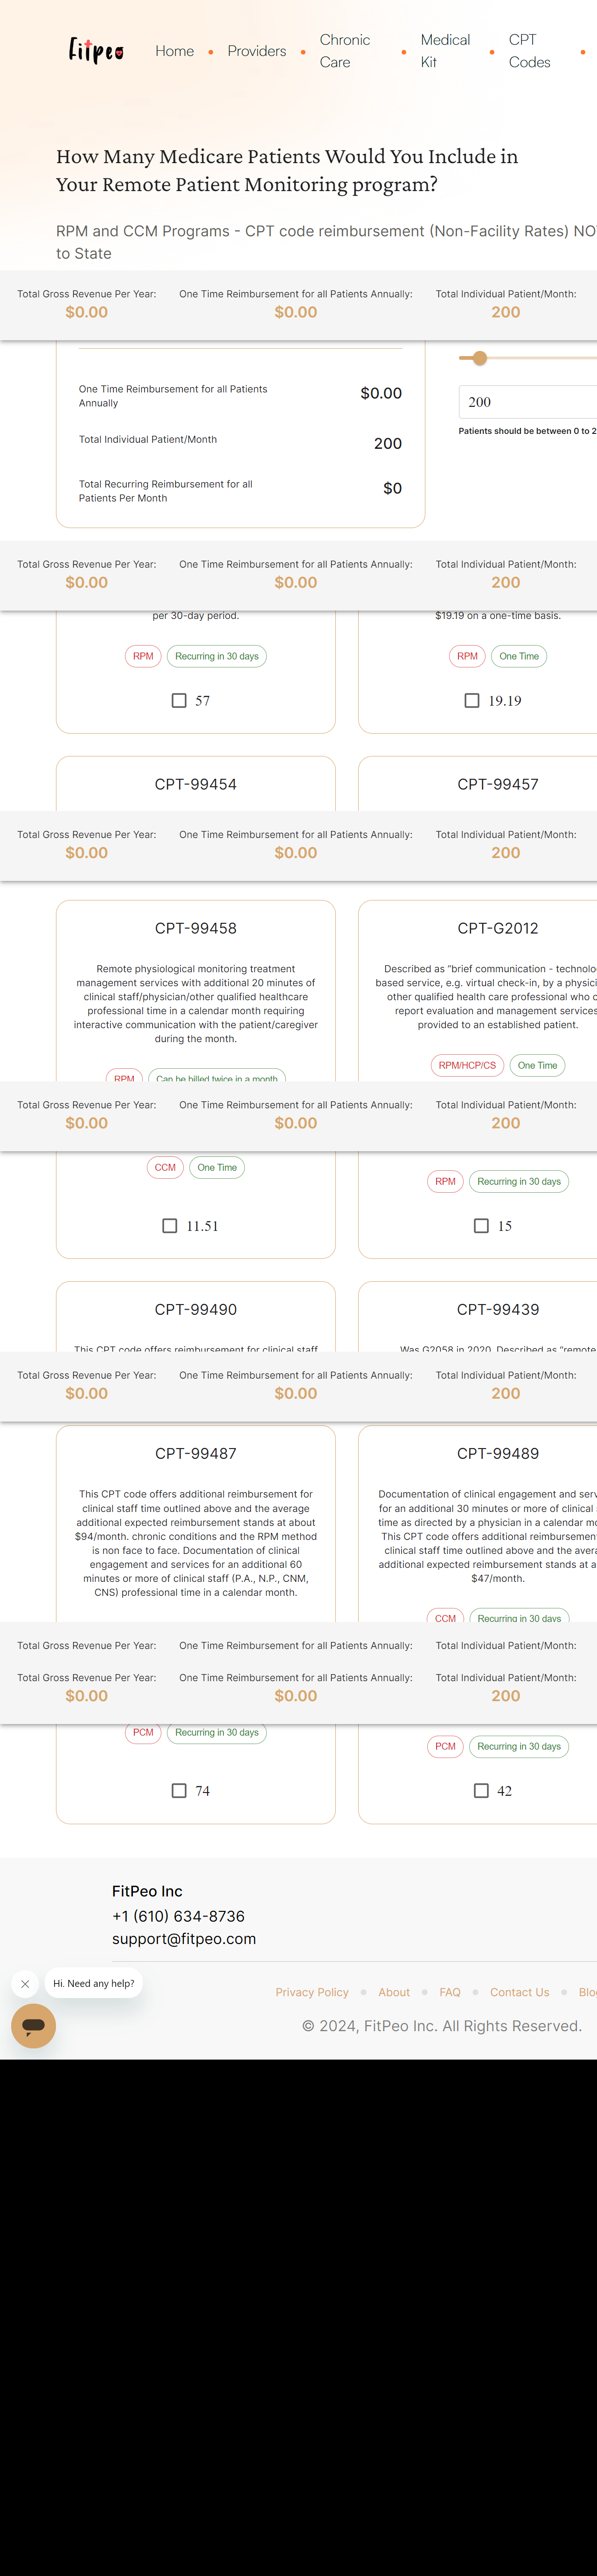 FitPeo
Home • Providers • Chronic Care • Medical Kit • CPT Codes •
How Many Medicare Patients Would You Include in
Your Remote Patient Monitoring program?
RPM and CCM Programs - CPT code reimbursement (Non-Facility Rates)
to State
Total Gross Revenue Per Year: One Time Reimbursement for all Patients Annually: Total Individual Patient/Month:
$0.00 $0.00 200
One Time Reimbursement for all Patients
Annually
$0.00
Total Individual Patient/Month
200
Total Recurring Reimbursement for all
Patients Per Month
$0
200
Patients should be between 0 to
Total Gross Revenue Per Year: One Time Reimbursement for all Patients Annually: Total Individual Patient/Month:
$0.00 $0.00 200
per 30-day period.
RPM Recurring in 30 days
57
$19.19 on a one-time basis.
RPM One Time
19.19
CPT-99454
CPT-99457
Total Gross Revenue Per Year: One Time Reimbursement for all Patients Annually: Total Individual Patient/Month:
$0.00 $0.00 200
CPT-99458
Remote physiological monitoring treatment
management services with additional 20 minutes of
clinical staff/physician/other qualified healthcare
professional time in a calendar month requiring
interactive communication with the patient/caregiver
during the month.
RPM Can be billed twice in a month
CPT-G2012
Described as "brief communication -
based service, e.g. virtual check-in, by a
other qualified health care professional who
report evaluation and management services
provided to an established patient.
RPM/HCP/CS One Time
Total Gross Revenue Per Year: One Time Reimbursement for all Patients Annually: Total Individual Patient/Month:
$0.00 $0.00 200
CCM One Time
11.51
RPM Recurring in 30 days
15
CPT-99490
This CPT code offers reimbursement for clinical staff
CPT-99439
Was G2058 in 2020. Described as "remote
Total Gross Revenue Per Year: One Time Reimbursement for all Patients Annually: Total Individual Patient/Month:
$0.00 $0.00 200
CPT-99487
This CPT code offers additional reimbursement for
clinical staff time outlined above and the average
additional expected reimbursement stands at about
$94/month. chronic conditions and the RPM method
is non face to face. Documentation of clinical
engagement and services for an additional 60
minutes or more of clinical staff (P.A., N.P., CNM,
CNS) professional time in a calendar month.
CPT-99489
Documentation of clinical engagement and
for an additional 30 minutes or more of clinical
time as directed by a physician in a calendar
This CPT code offers additional reimbursement
clinical staff time outlined above and the
additional expected reimbursement stands at
$47/month.
CCM Recurring in 30 days
Total Gross Revenue Per Year: One Time Reimbursement for all Patients Annually: Total Individual Patient/Month:
Total Gross Revenue Per Year: One Time Reimbursement for all Patients Annually: Total Individual Patient/Month:
$0.00 $0.00 200
PCM Recurring in 30 days
74
PCM Recurring in 30 days
42
FitPeo Inc
+1 (610) 634-8736
support@fitpeo.com
Hi. Need any help?
Privacy Policy • About • FAQ • Contact Us •
© 2024, FitPeo Inc. All Rights Reserved.